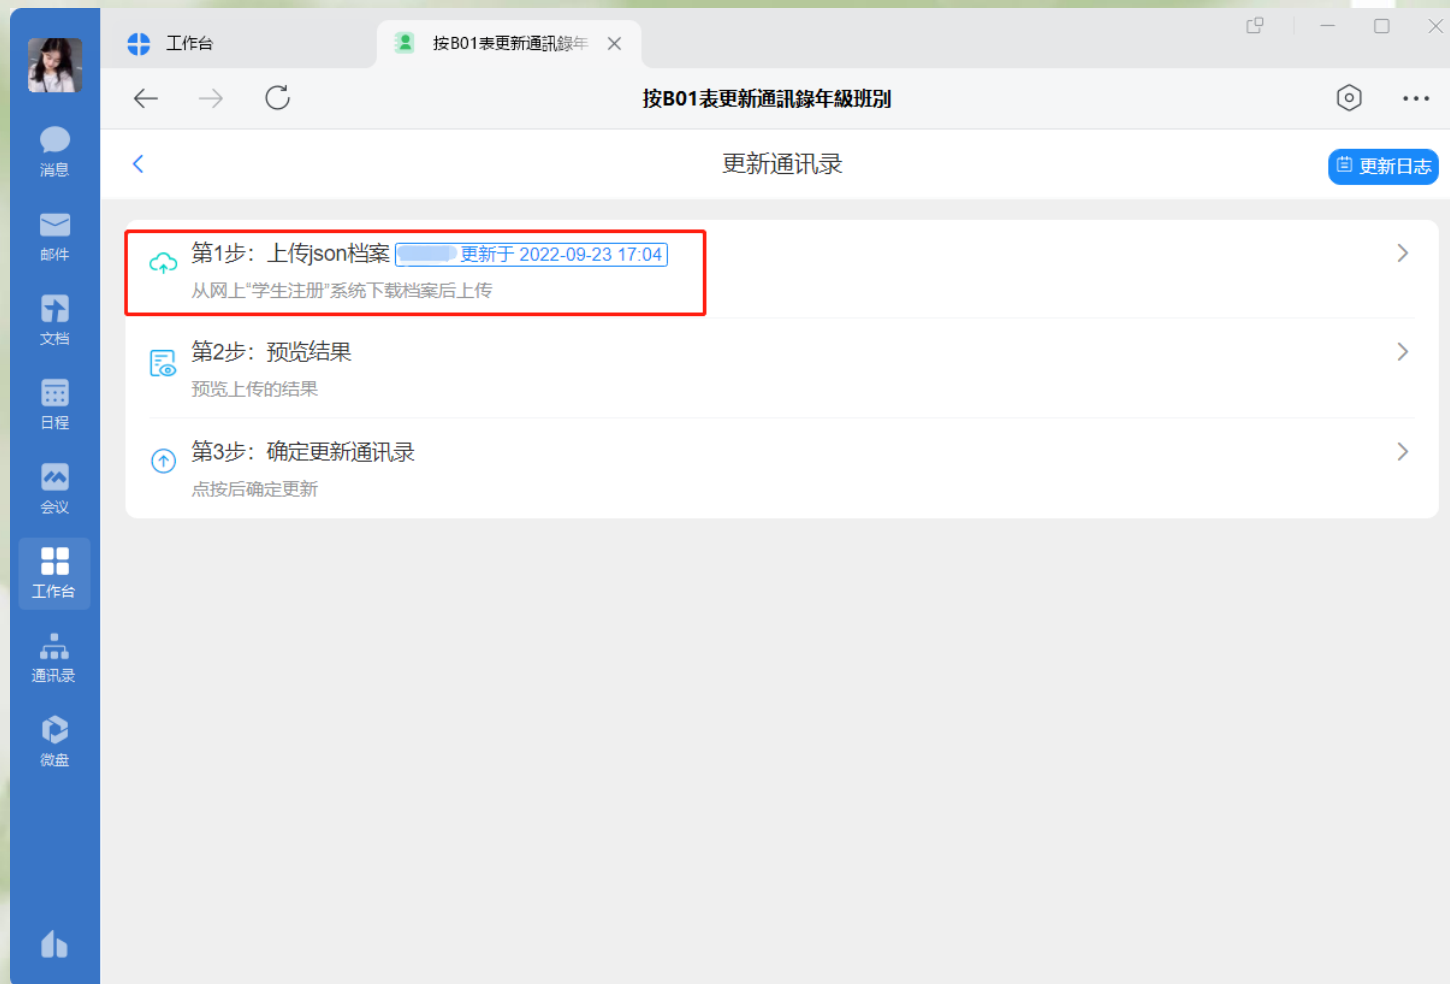 工作台
按B01表更新通訊錄年
按B01表更新通訊錄年級班別
更新通讯录
更新日志
消息
邮件
文档
日程
会议
工作台
通讯录
微盘
第1步：上传json档案 更新于 2022-09-23 17:04
从网上“学生注册”系统下载档案后上传
第2步：预览结果
预览上传的结果
第3步：确定更新通讯录
点按后确定更新